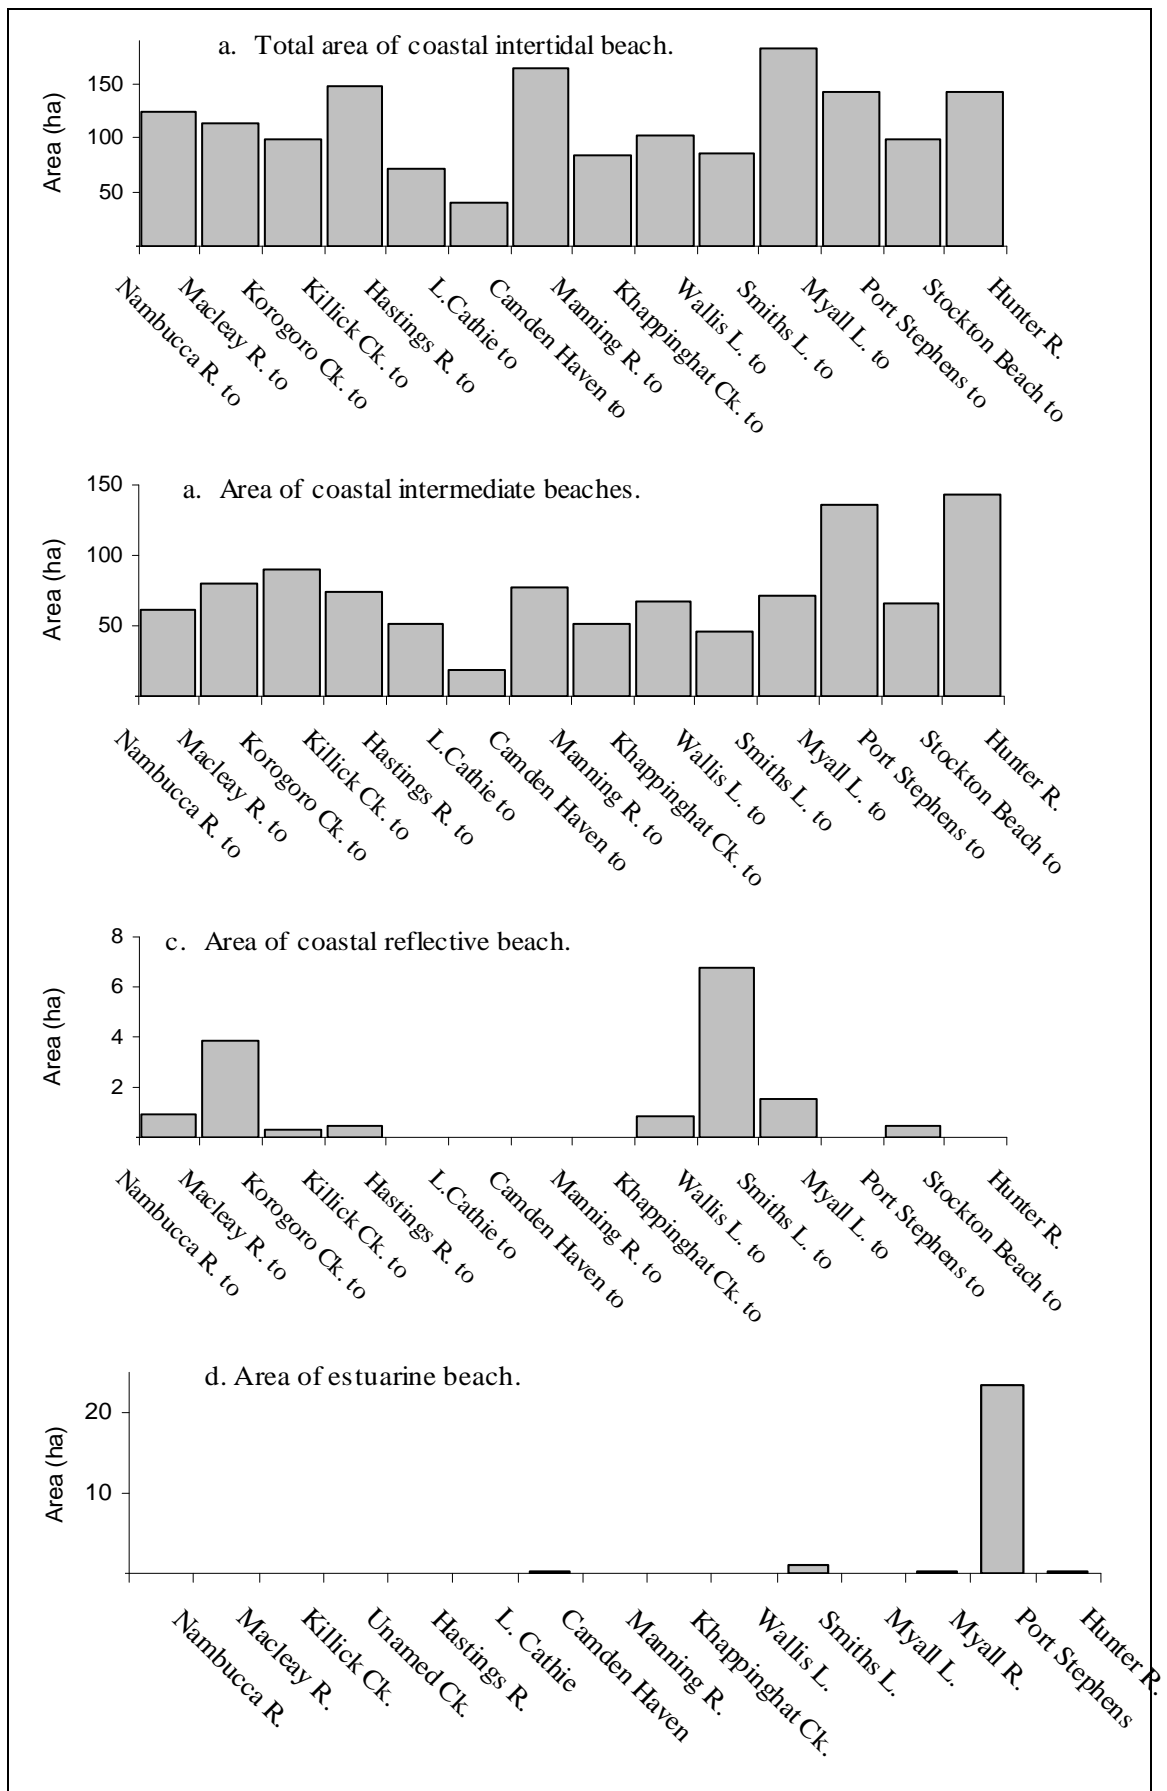 a. Total area of coastal intertidal beach.
Area (ha)
150
100
50
Nambucca R. to
Macleay R. to
Korogoro Ck. to
Killick Ck. to
Hastings R. to
L.Cathie to
Camden Haven to
Manning R. to
Khappinghat Ck. to
Wallis L. to
Smiths L. to
Myall L. to
Port Stephens to
Stockton Beach to
Hunter R.
a. Area of coastal intermediate beaches.
Area (ha)
150
100
50
Nambucca R. to
Macleay R. to
Korogoro Ck. to
Killick Ck. to
Hastings R. to
L.Cathie to
Camden Haven to
Manning R. to
Khappinghat Ck. to
Wallis L. to
Smiths L. to
Myall L. to
Port Stephens to
Stockton Beach to
Hunter R.
c. Area of coastal reflective beach.
Area (ha)
8
6
4
2
Nambucca R. to
Macleay R. to
Korogoro Ck. to
Killick Ck. to
Hastings R. to
L.Cathie to
Camden Haven to
Manning R. to
Khappinghat Ck. to
Wallis L. to
Smiths L. to
Myall L. to
Port Stephens to
Stockton Beach to
Hunter R.
d. Area of estuarine beach.
Area (ha)
20
10
Nambucca R.
Macleay R.
Killick Ck.
Unamed Ck.
Hastings R.
L. Cathie
Camden Haven
Manning R.
Khappinghat Ck.
Wallis L.
Smiths L.
Myall L.
Myall R.
Port Stephens
Hunter R.